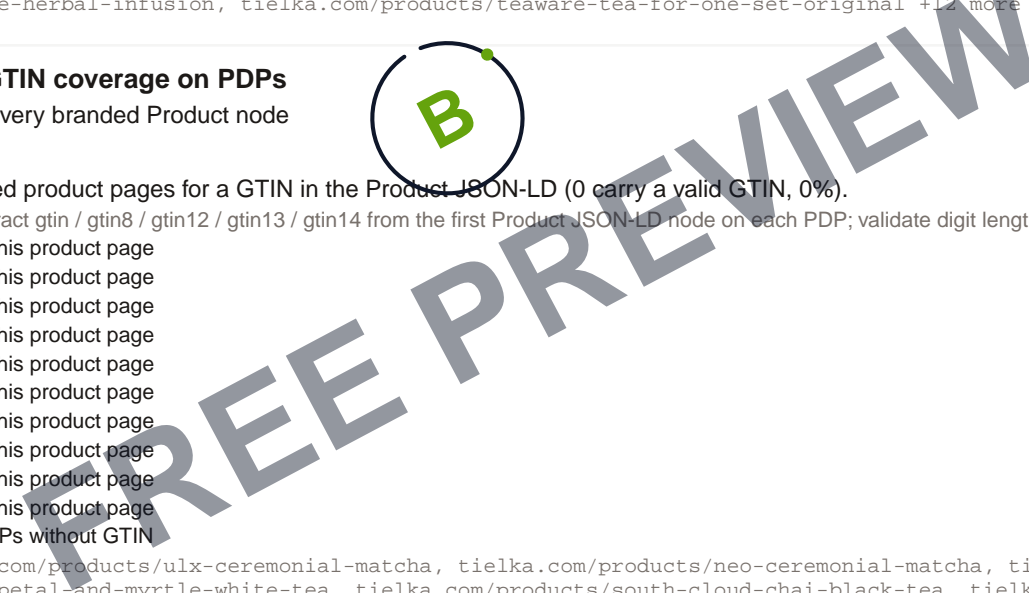 e-herbal-infusion, tielka.com/products/teaware-tea-for-one-set-original +12 more
GTIN coverage on PDPs
very branded Product node
B
ed product pages for a GTIN in the Product JSON-LD (0 carry a valid GTIN, 0%).
ract gtin / gtin8 / gtin12 / gtin13 / gtin14 from the first Product JSON-LD node on each PDP; validate digit lengt
his product page
his product page
his product page
his product page
his product page
his product page
his product page
his product page
his product page
his product page
Ps without GTIN
com/products/ulx-ceremonial-matcha, tielka.com/products/neo-ceremonial-matcha, ti
petal-and-myrtle-white-tea, tielka.com/products/south-cloud-chai-black-tea, tielk
FREE PREVIEW